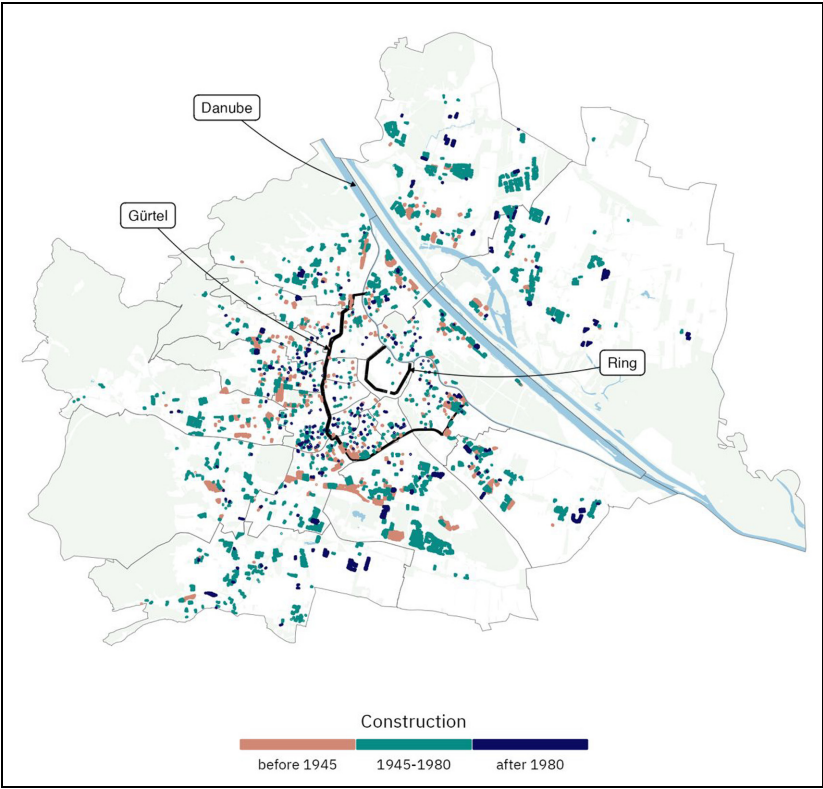 Danube
Gürtel
Ring
Construction
before 1945
1945-1980
after 1980